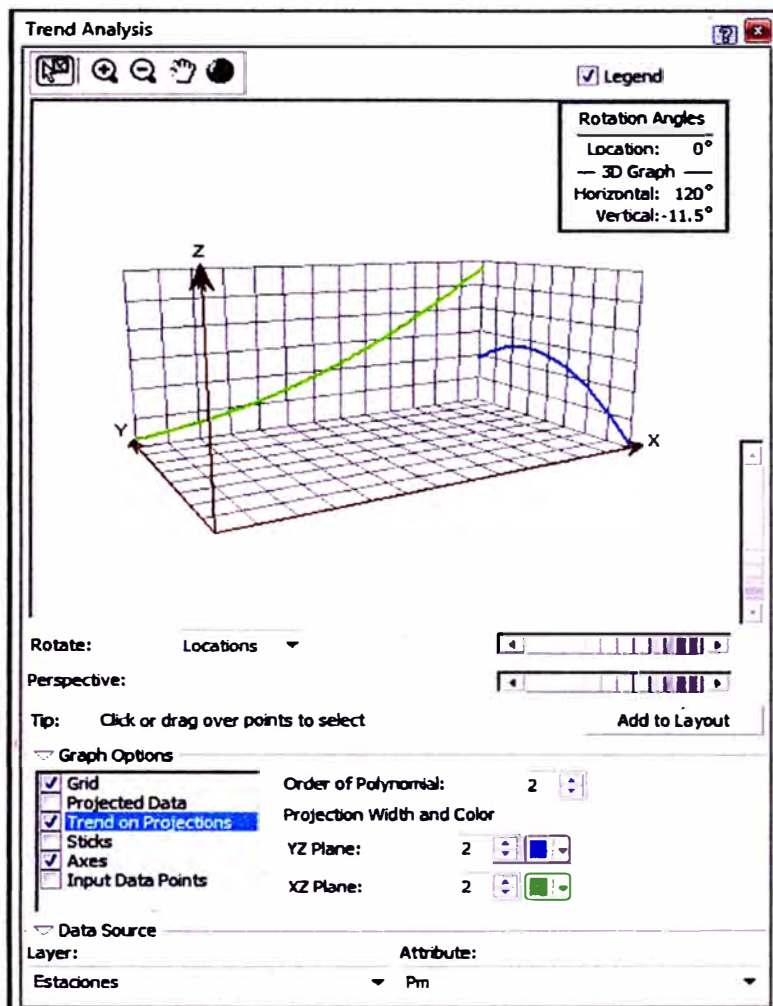 Trend Analysis
Legend
Rotation Angles
Location: 0°
3D Graph
Horizontal: 120°
Vertical:-11.5°
Z
Y
X
Rotate: Locations
Perspective:
Tip: Click or drag over points to select Add to Layout
Graph Options
Grid
Projected Data
Trend on Projections
Sticks
Axes
Input Data Points
Order of Polynomial: 2
Projection Width and Color
YZ Plane: 2
XZ Plane: 2
Data Source
Layer: Attribute:
Estaciones Pm